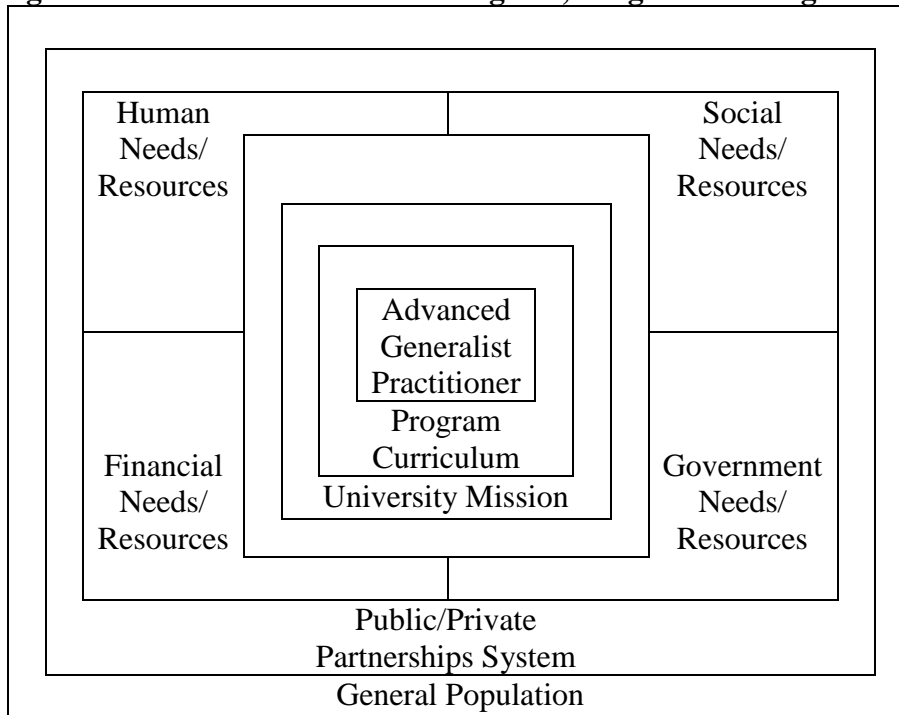 Human
Needs/
Resources
Social
Needs/
Resources
Advanced
Generalist
Practitioner
Program
Curriculum
University Mission
Financial
Needs/
Resources
Government
Needs/
Resources
Public/Private
Partnerships System
General Population